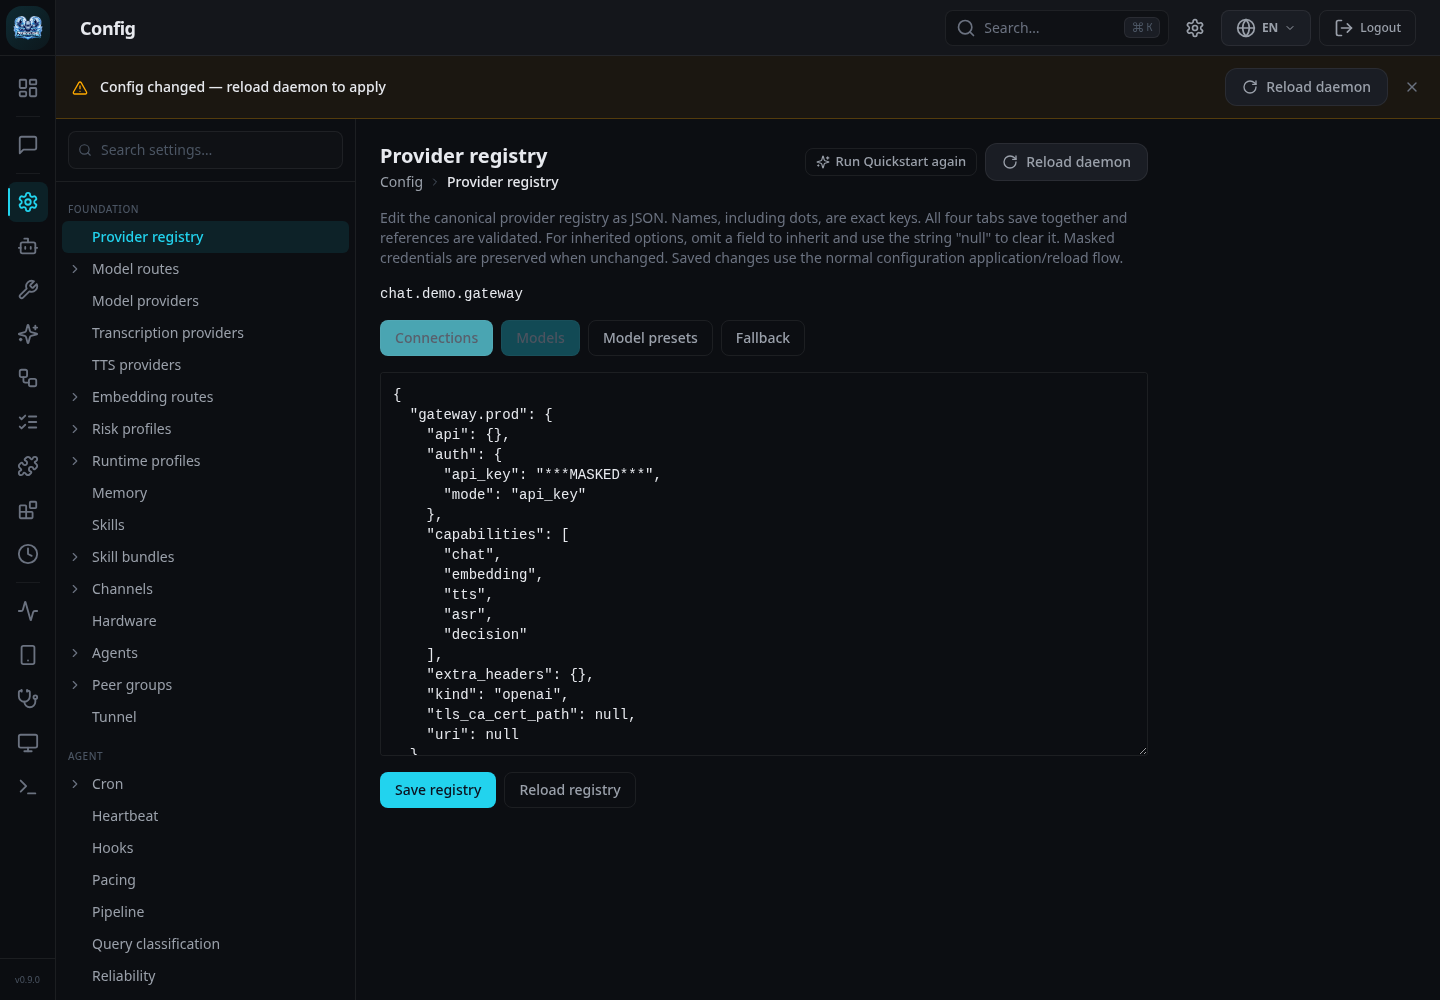 Config
Search...
⌘ K
EN
Logout
Config changed — reload daemon to apply
Reload daemon
Search settings...
FOUNDATION
Provider registry
Model routes
Model providers
Transcription providers
TTS providers
Embedding routes
Risk profiles
Runtime profiles
Memory
Skills
Skill bundles
Channels
Hardware
Agents
Peer groups
Tunnel
AGENT
Cron
Heartbeat
Hooks
Pacing
Pipeline
Query classification
Reliability
v0.9.0
Provider registry
Config > Provider registry
Run Quickstart again
Reload daemon
Edit the canonical provider registry as JSON. Names, including dots, are exact keys. All four tabs save together and
references are validated. For inherited options, omit a field to inherit and use the string "null" to clear it. Masked
credentials are preserved when unchanged. Saved changes use the normal configuration application/reload flow.
chat.demo.gateway
Connections
Models
Model presets
Fallback
{
  "gateway.prod": {
    "api": {},
    "auth": {
      "api_key": "***MASKED***",
      "mode": "api_key"
    },
    "capabilities": [
      "chat",
      "embedding",
      "tts",
      "asr",
      "decision"
    ],
    "extra_headers": {},
    "kind": "openai",
    "tls_ca_cert_path": null,
    "uri": null
  }
Save registry
Reload registry